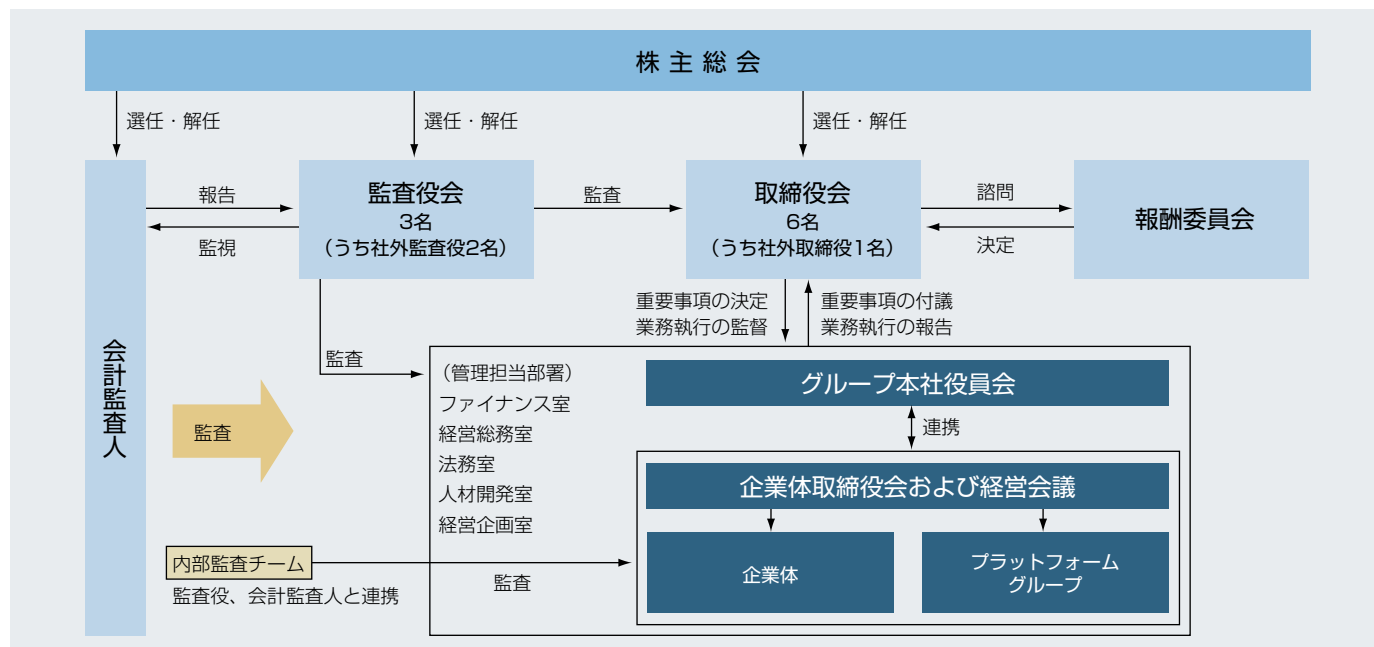 株主総会
選任・解任
選任・解任
選任・解任
会計監査人
報告
監視
監査役会
3名
（うち社外監査役2名）
監査
取締役会
6名
（うち社外取締役1名）
諮問
決定
報酬委員会
重要事項の決定
業務執行の監督
重要事項の付議
業務執行の報告
監査
監査
（管理担当部署）
ファイナンス室
経営総務室
法務室
人材開発室
経営企画室
グループ本社役員会
連携
企業体取締役会および経営会議
企業体
プラットフォーム
グループ
内部監査チーム
監査
監査役、会計監査人と連携